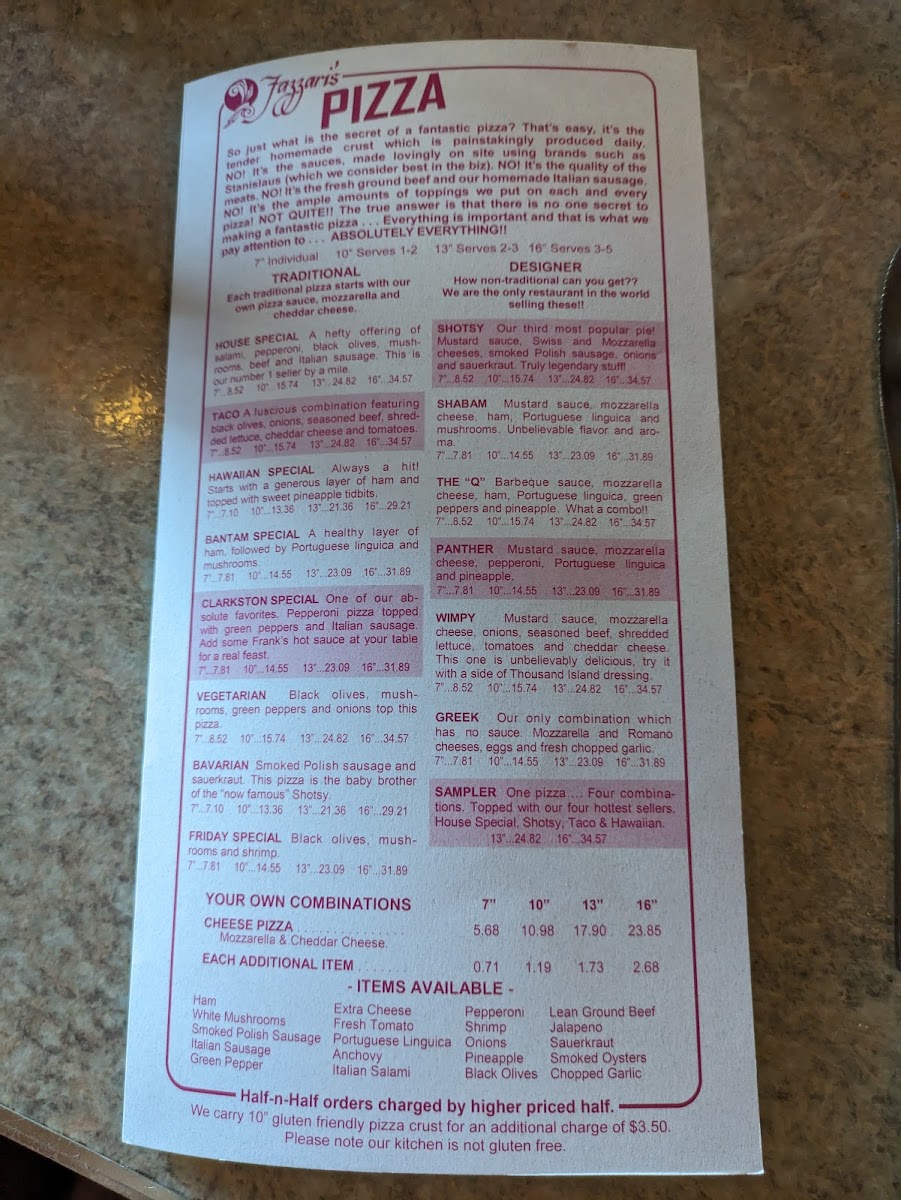 Fazzari's
PIZZA
So just what is the secret of a fantastic pizza? That's easy, it's the
tender homemade crust which is painstakingly produced daily.
NO! It's the sauces, made lovingly on site using brands such as
Stanislaus (which we consider best in the biz). NO! It's the quality of the
meats. NO! It's the fresh ground beef and our homemade Italian sausage,
NO! It's the ample amounts of toppings we put on each and every
pizza! NOT QUITE!! The true answer is that there is no one secret to
making a fantastic pizza . . . Everything is important and that is what we
pay attention to . . . ABSOLUTELY EVERYTHING!!
7" Individual 10" Serves 1-2 13" Serves 2-3 16" Serves 3-5
TRADITIONAL
Each traditional pizza starts with our
own pizza sauce, mozzarella and
cheddar cheese.
HOUSE SPECIAL A hefty offering of
salami, pepperoni, black olives, mush-
rooms, beef and Italian sausage. This is
our number 1 seller by a mile.
7"...8.52 10"...15.74 13"...24.82 16"...34.57
TACO A luscious combination featuring
black olives, onions, seasoned beef, shred-
ded lettuce, cheddar cheese and tomatoes.
7"...8.52 10"...15.74 13"...24.82 16"...34.57
HAWAIIAN SPECIAL Always a hit!
Starts with a generous layer of ham and
topped with sweet pineapple tidbits.
7"...7.10 10"...13.36 13"...21.36 16"...29.21
BANTAM SPECIAL A healthy layer of
ham, followed by Portuguese linguica and
mushrooms.
7"...7.81 10"...14.55 13"...23.09 16"...31.89
CLARKSTON SPECIAL One of our ab-
solute favorites. Pepperoni pizza topped
with green peppers and Italian sausage.
Add some Frank's hot sauce at your table
for a real feast.
7"...7.81 10"...14.55 13"...23.09 16"...31.89
VEGETARIAN Black olives, mush-
rooms, green peppers and onions top this
pizza.
7"...8.52 10"...15.74 13"...24.82 16"...34.57
BAVARIAN Smoked Polish sausage and
sauerkraut. This pizza is the baby brother
of the "now famous" Shotsy.
7"...7.10 10"...13.36 13"...21.36 16"...29.21
FRIDAY SPECIAL Black olives, mush-
rooms and shrimp.
7"...7.81 10"...14.55 13"...23.09 16"...31.89
DESIGNER
How non-traditional can you get??
We are the only restaurant in the world
selling these!!
SHOTSY Our third most popular pie!
Mustard sauce, Swiss and Mozzarella
cheeses, smoked Polish sausage, onions
and sauerkraut. Truly legendary stuff!
7"...8.52 10"...15.74 13"...24.82 16"...34.57
SHABAM Mustard sauce, mozzarella
cheese, ham, Portuguese linguica and
mushrooms. Unbelievable flavor and aro-
ma.
7"...7.81 10"...14.55 13"...23.09 16"...31.89
THE "Q" Barbeque sauce, mozzarella
cheese, ham, Portuguese linguica, green
peppers and pineapple. What a combo!!
7"...8.52 10"...15.74 13"...24.82 16"...34.57
PANTHER Mustard sauce, mozzarella
cheese, pepperoni, Portuguese linguica
and pineapple.
7"...7.81 10"...14.55 13"...23.09 16"...31.89
WIMPY Mustard sauce, mozzarella
cheese, onions, seasoned beef, shredded
lettuce, tomatoes and cheddar cheese.
This one is unbelievably delicious, try it
with a side of Thousand Island dressing.
7"...8.52 10"...15.74 13"...24.82 16"...34.57
GREEK Our only combination which
has no sauce. Mozzarella and Romano
cheeses, eggs and fresh chopped garlic.
7"...7.81 10"...14.55 13"...23.09 16"...31.89
SAMPLER One pizza.... Four combina-
tions. Topped with our four hottest sellers.
House Special, Shotsy, Taco & Hawaiian.
13"...24.82 16"...34.57
YOUR OWN COMBINATIONS 7" 10" 13" 16"
CHEESE PIZZA . . . . . . . . . . . . . . . 5.68 10.98 17.90 23.85
Mozzarella & Cheddar Cheese.
EACH ADDITIONAL ITEM . . . . . . . 0.71 1.19 1.73 2.68
- ITEMS AVAILABLE -
Ham Extra Cheese Pepperoni Lean Ground Beef
White Mushrooms Fresh Tomato Shrimp Jalapeno
Smoked Polish Sausage Portuguese Linguica Onions Sauerkraut
Italian Sausage Anchovy Pineapple Smoked Oysters
Green Pepper Italian Salami Black Olives Chopped Garlic
Half-n-Half orders charged by higher priced half.
We carry 10" gluten friendly pizza crust for an additional charge of $3.50.
Please note our kitchen is not gluten free.